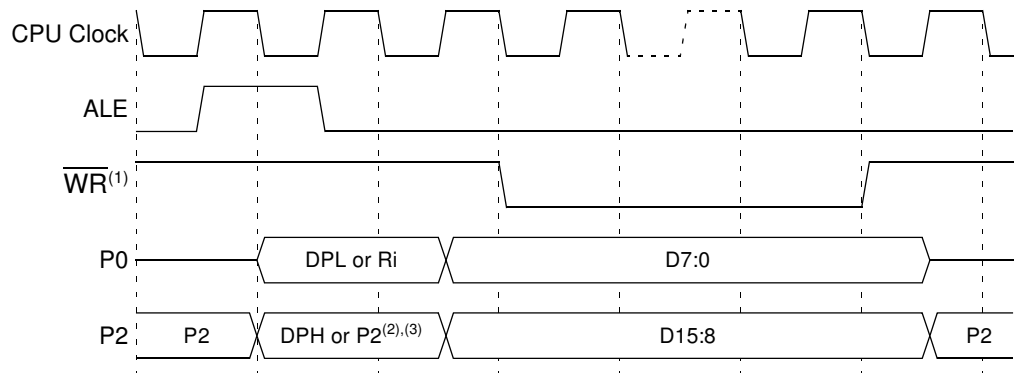 CPU Clock
ALE
WR(1)
P0 DPL or Ri D7:0
P2 P2 DPH or P2(2),(3) D15:8 P2